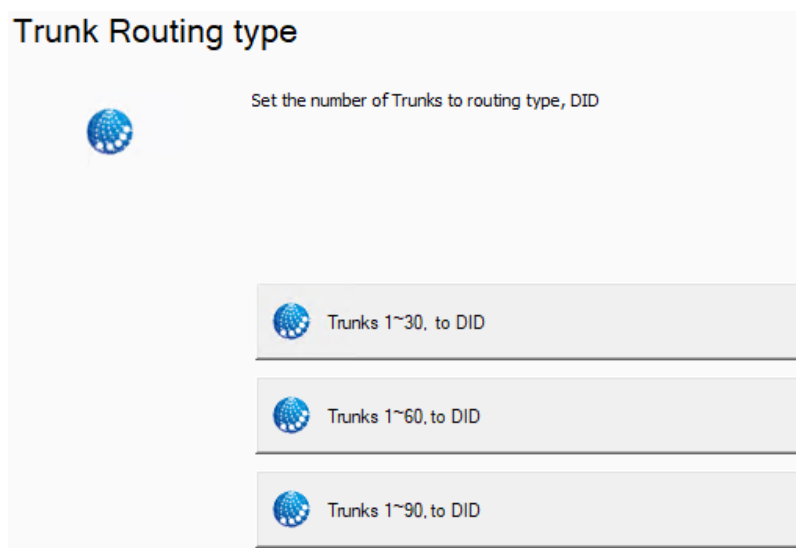 Trunk Routing type
Set the number of Trunks to routing type, DID
Trunks 1~30, to DID
Trunks 1~60, to DID
Trunks 1~90, to DID